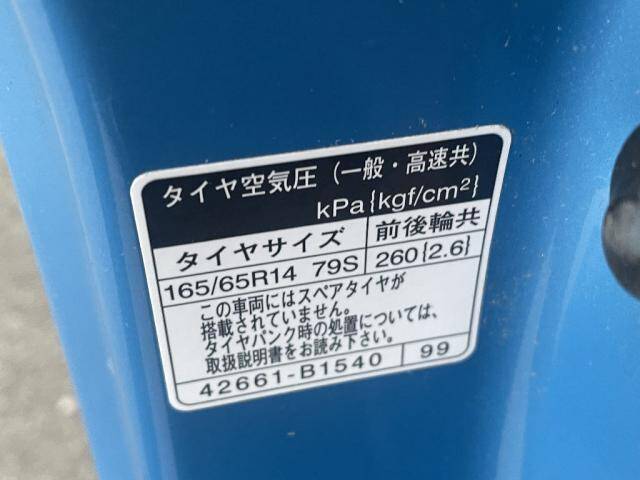 タイヤ空気圧（一般・高速共）
kPa{kgf/cm²}
タイヤサイズ 前後輪共
165/65R14 79S 260{2.6}
この車両にはスペアタイヤが
搭載されていません。
タイヤパンク時の処置については、
取扱説明書をお読み下さい。
42661-B1540 99